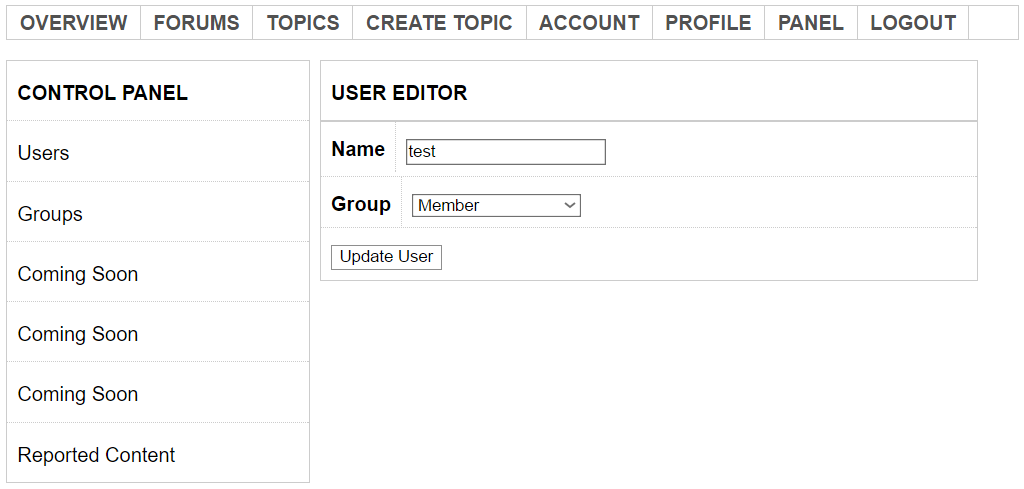 OVERVIEW FORUMS TOPICS CREATE TOPIC ACCOUNT PROFILE PANEL LOGOUT
CONTROL PANEL
Users
Groups
Coming Soon
Coming Soon
Coming Soon
Reported Content
USER EDITOR
Name test
Group Member
Update User